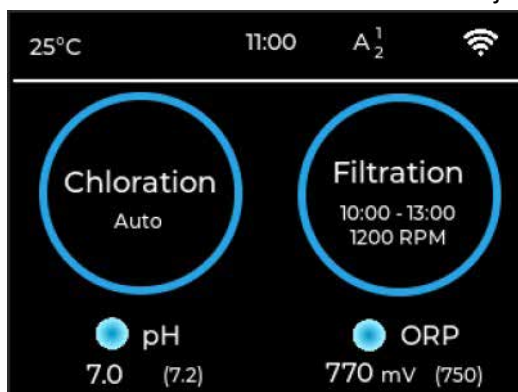 25°C 11:00 A 1 2
Chloration
Auto
Filtration
10:00 - 13:00
1200 RPM
pH
7.0 (7.2)
ORP
770 mV (750)